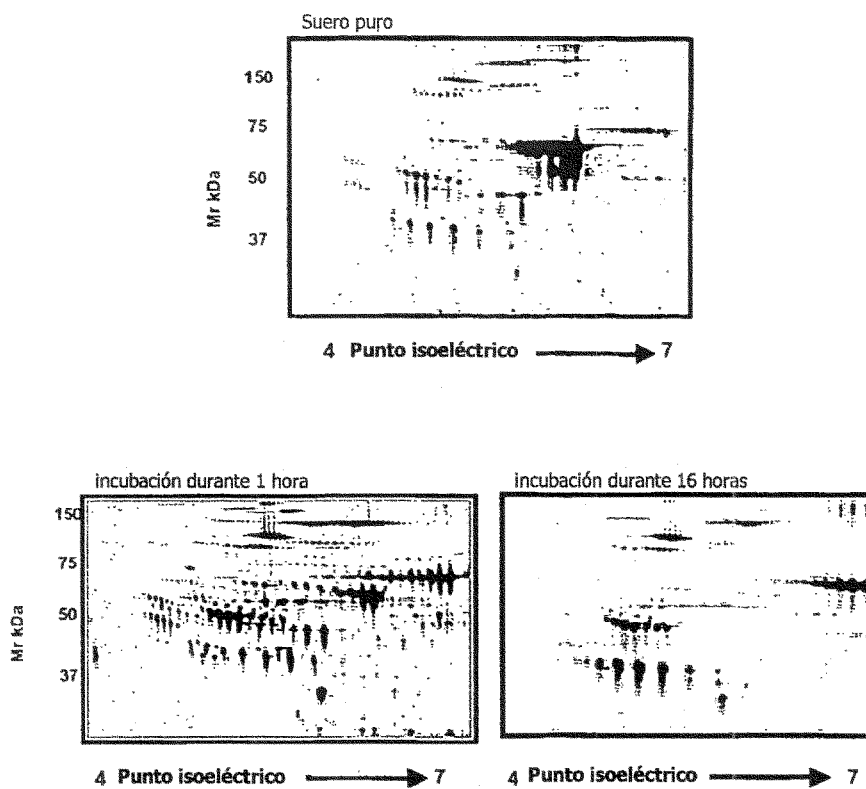 Suero puro
150
75
50
37
Mr kDa
4 Punto isoeléctrico 7
incubación durante 1 hora
incubación durante 16 horas
150
75
50
37
Mr kDa
4 Punto isoeléctrico 7
4 Punto isoeléctrico 7